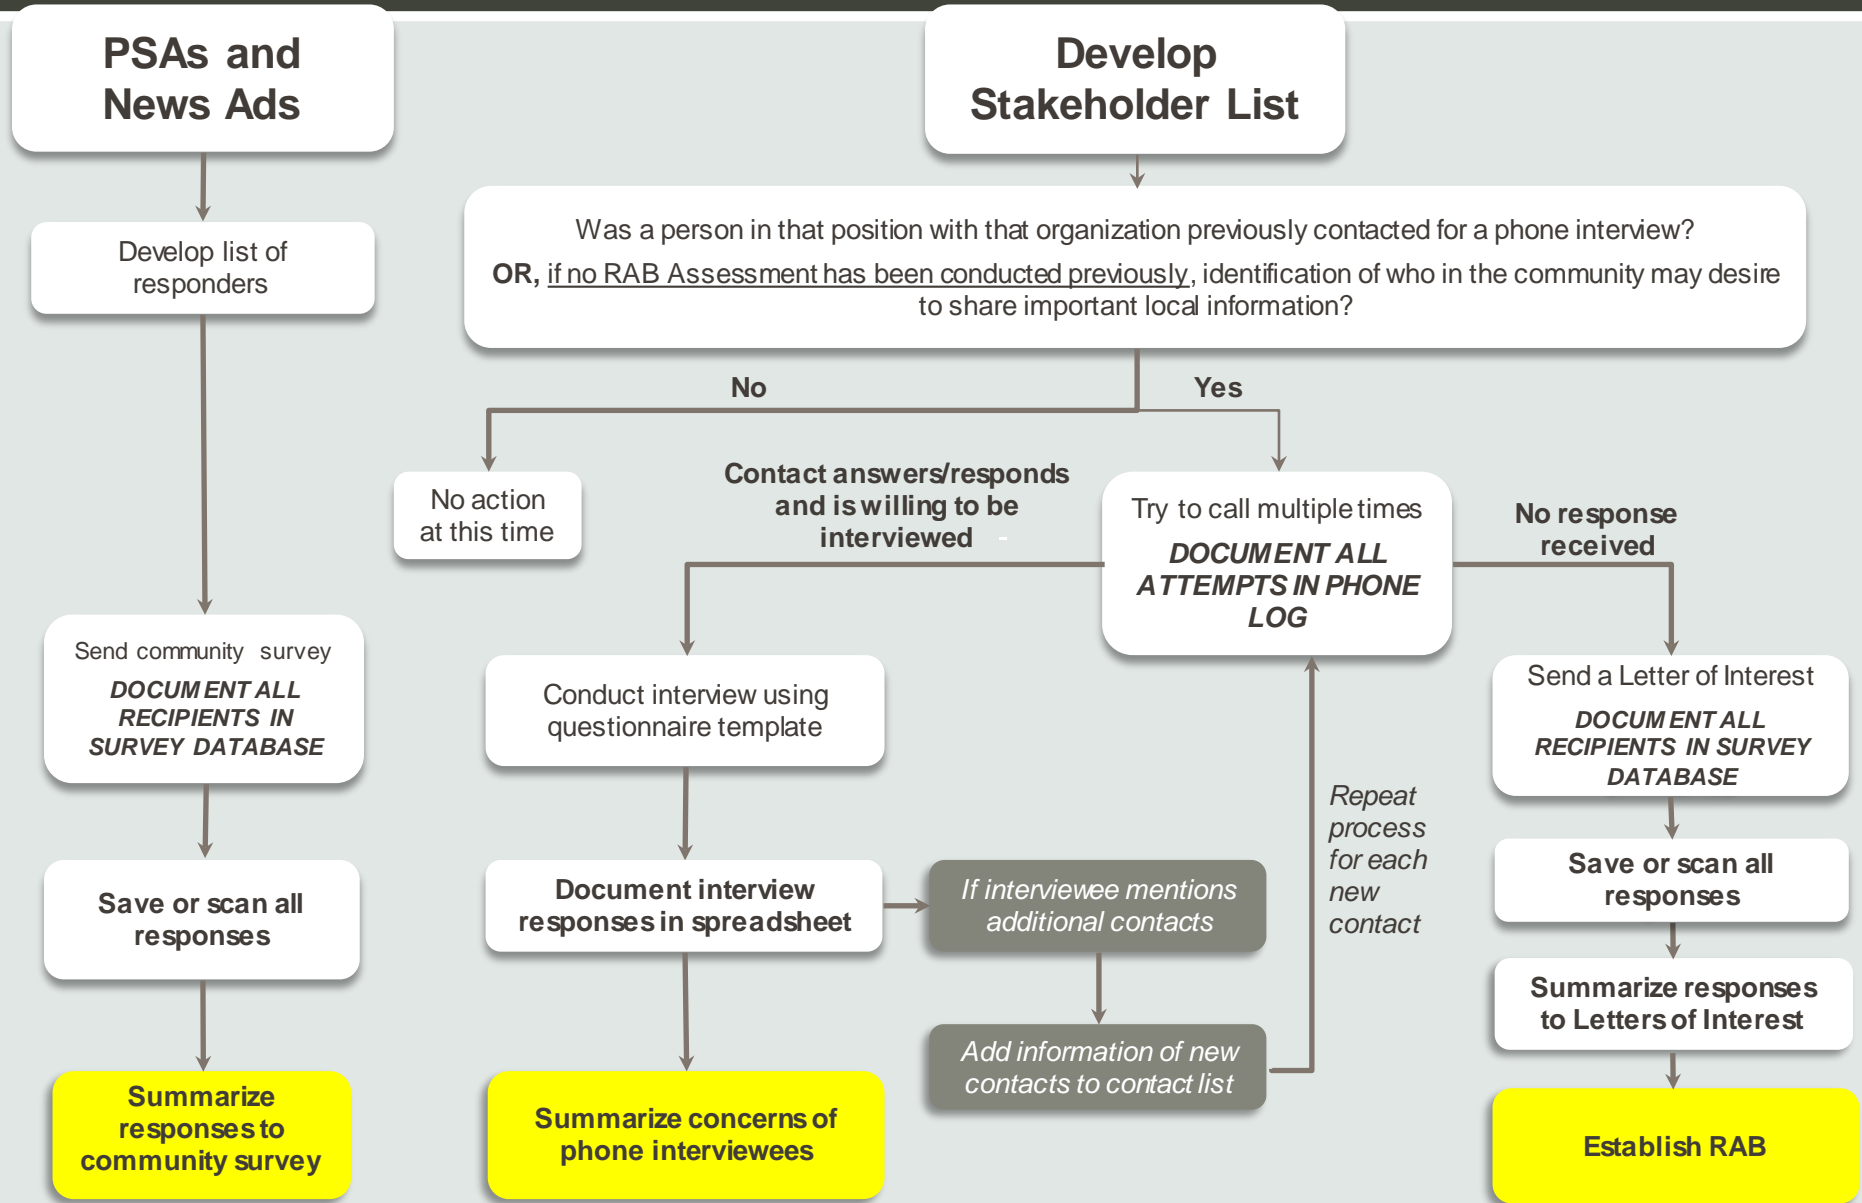 PSAs and
News Ads
Develop
Stakeholder List
Develop list of
responders
Was a person in that position with that organization previously contacted for a phone interview?
OR, if no RAB Assessment has been conducted previously, identification of who in the community may desire
to share important local information?
No
Yes
No action
at this time
Contact answers/responds
and is willing to be
interviewed -
Try to call multiple times
DOCUMENT ALL
ATTEMPTS IN PHONE
LOG
No response
received
Send community survey
DOCUMENT ALL
RECIPIENTS IN
SURVEY DATABASE
Conduct interview using
questionnaire template
Send a Letter of Interest
DOCUMENT ALL
RECIPIENTS IN SURVEY
DATABASE
Repeat
process
for each
new
contact
Save or scan all
responses
Document interview
responses in spreadsheet
If interviewee mentions
additional contacts
Save or scan all
responses
Summarize responses
to Letters of Interest
Add information of new
contacts to contact list
Summarize
responses to
community survey
Summarize concerns of
phone interviewees
Establish RAB